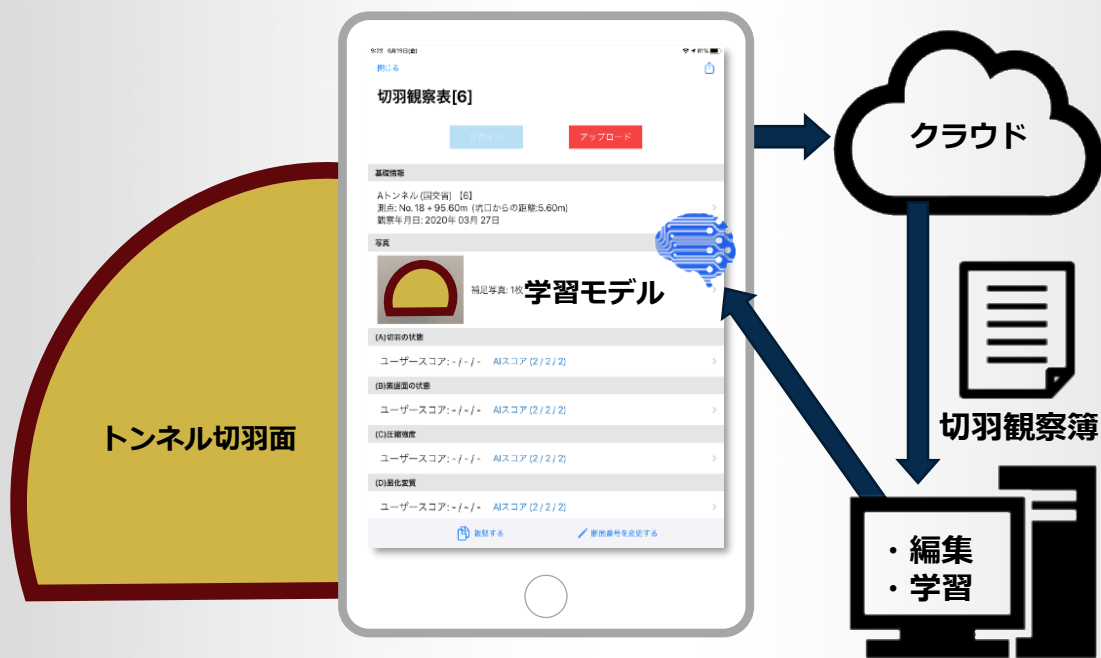 9:22 6月19日(金)
81%
閉じる
切羽観察表[6]
アップロード
基礎情報
Aトンネル (国交省) 【6】
測点: No. 18 + 95.60m (坑口からの距離:5.60m)
観察年月日: 2020年 03月 27日
写真
補足写真: 1枚
学習モデル
(A)切羽の状態
ユーザースコア: - / - / - AIスコア (2 / 2 / 2)
(B)素掘面の状態
ユーザースコア: - / - / - AIスコア (2 / 2 / 2)
(C)圧縮強度
ユーザースコア: - / - / - AIスコア (2 / 2 / 2)
(D)風化変質
ユーザースコア: - / - / - AIスコア (2 / 2 / 2)
複製する
断面番号を変更する
トンネル切羽面
クラウド
切羽観察簿
・編集
・学習